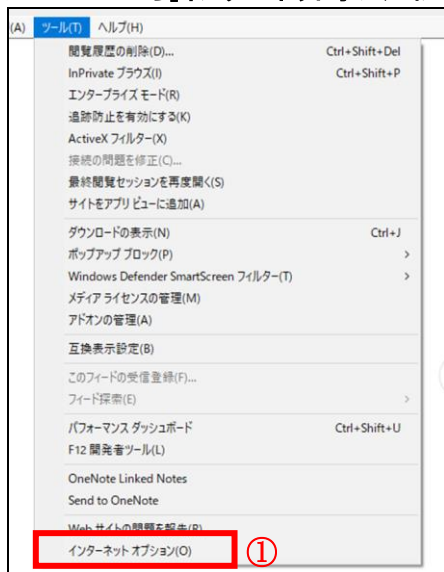 (A) ツール(T) ヘルプ(H)
閲覧履歴の削除(D)... Ctrl+Shift+Del
InPrivate ブラウズ(I) Ctrl+Shift+P
エンタープライズ モード(R)
追跡防止を有効にする(K)
ActiveX フィルター(X)
接続の問題を修正(C)...
最終閲覧セッションを再度開く(S)
サイトをアプリ ビューに追加(A)
ダウンロードの表示(N) Ctrl+J
ポップアップ ブロック(P) >
Windows Defender SmartScreen フィルター(T) >
メディア ライセンスの管理(M)
アドオンの管理(A)
互換表示設定(B)
このフィードの受信登録(F)...
フィード探索(E) >
パフォーマンス ダッシュボード Ctrl+Shift+U
F12 開発者ツール(L)
OneNote Linked Notes
Send to OneNote
Web サイトの問題を報告(R)
インターネット オプション(O) ①